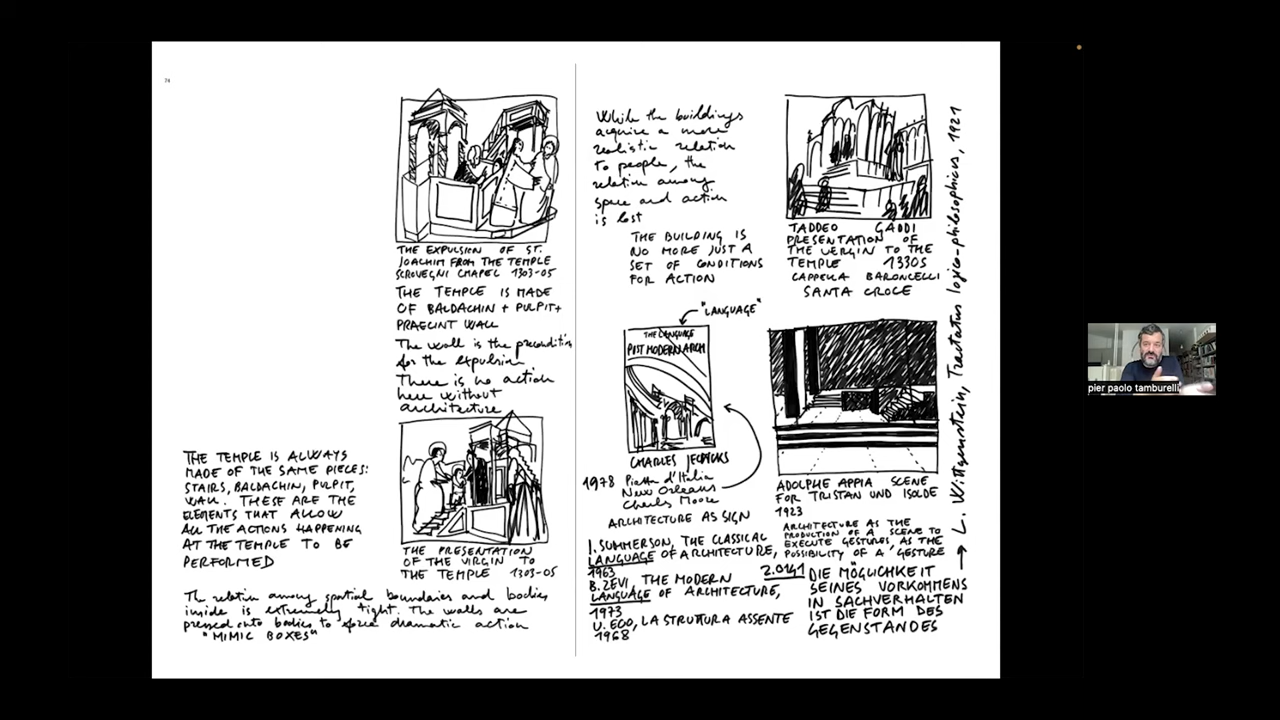 74
THE EXPULSION OF ST.
JOACHIM FROM THE TEMPLE
SCROVEGNI CHAPEL 1303-05
THE TEMPLE IS MADE
OF BALDACHIN + PULPIT +
PRAECINT WALL
The wall is the precondition
for the expulsion
There is no action
here without
architecture
THE TEMPLE IS ALWAYS
MADE OF THE SAME PIECES:
STAIRS, BALDACHIN, PULPIT,
WALL. THESE ARE THE
ELEMENTS THAT ALLOW
ALL THE ACTIONS HAPPENING
AT THE TEMPLE TO BE
PERFORMED
THE PRESENTATION
OF THE VIRGIN TO
THE TEMPLE 1303-05
The relation among spatial boundaries and bodies
inside is extremely tight. The walls are
pressed onto bodies to force dramatic action
"MIMIC BOXES"
While the buildings
acquire a more
realistic relation
to people, the
relation among
space and action
is lost
THE BUILDING IS
NO MORE JUST A
SET OF CONDITIONS
FOR ACTION
TADDEO GADDI
PRESENTATION OF
THE VERGIN TO THE
TEMPLE 1330S
CAPPELLA BARONCELLI
SANTA CROCE
"LANGUAGE"
THE LANGUAGE
POST MODERN ARCH
CHARLES JENCKS
1978 Piazza d'Italia
New Orleans
Charles Moore
ARCHITECTURE AS SIGN
J. SUMMERSON, THE CLASSICAL
LANGUAGE OF ARCHITECTURE,
1963
B. ZEVI, THE MODERN
LANGUAGE OF ARCHITECTURE,
1973
U. ECO, LA STRUTTURA ASSENTE
1968
ADOLPHE APPIA SCENE
FOR TRISTAN UND ISOLDE
1923
ARCHITECTURE AS THE
PRODUCTION OF A SCENE TO
EXECUTE GESTURES, AS THE
POSSIBILITY OF A GESTURE
2.0141 DIE MÖGLICHKEIT
SEINES VORKOMMENS
IN SACHVERHALTEN
IST DIE FORM DES
GEGENSTANDES
L. Wittgenstein, Tractatus logico-philosophicus, 1921
pier paolo tamburelli